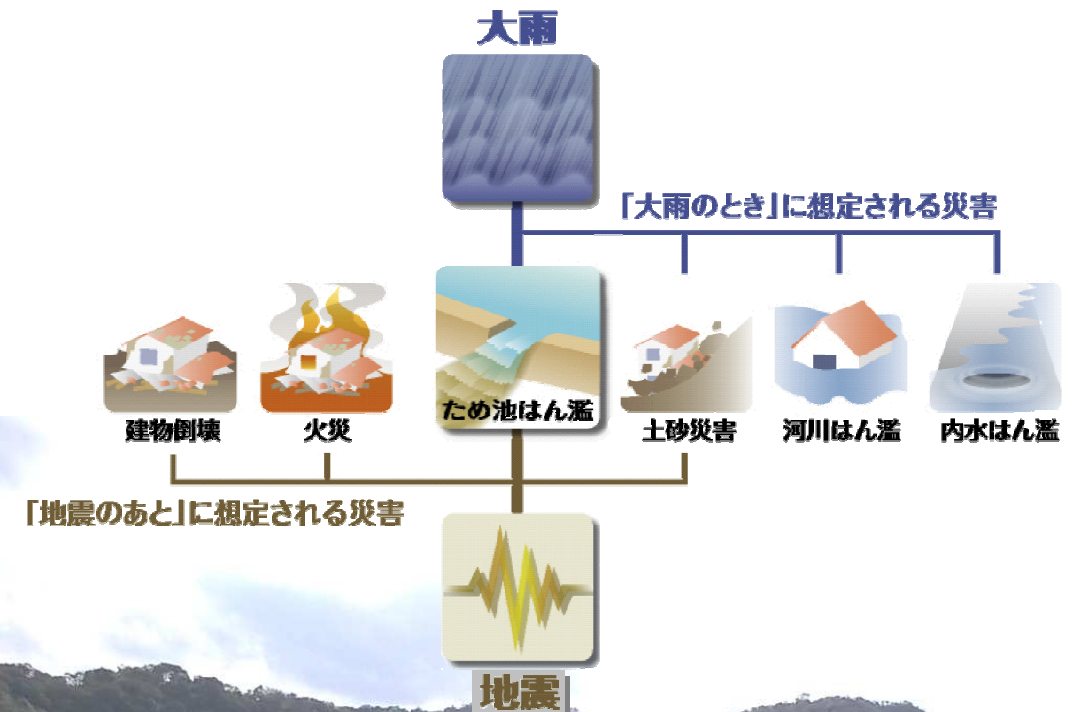 大雨
「大雨のとき」に想定される災害
ため池はん濫
建物倒壊
火災
土砂災害
河川はん濫
内水はん濫
「地震のあと」に想定される災害
地震